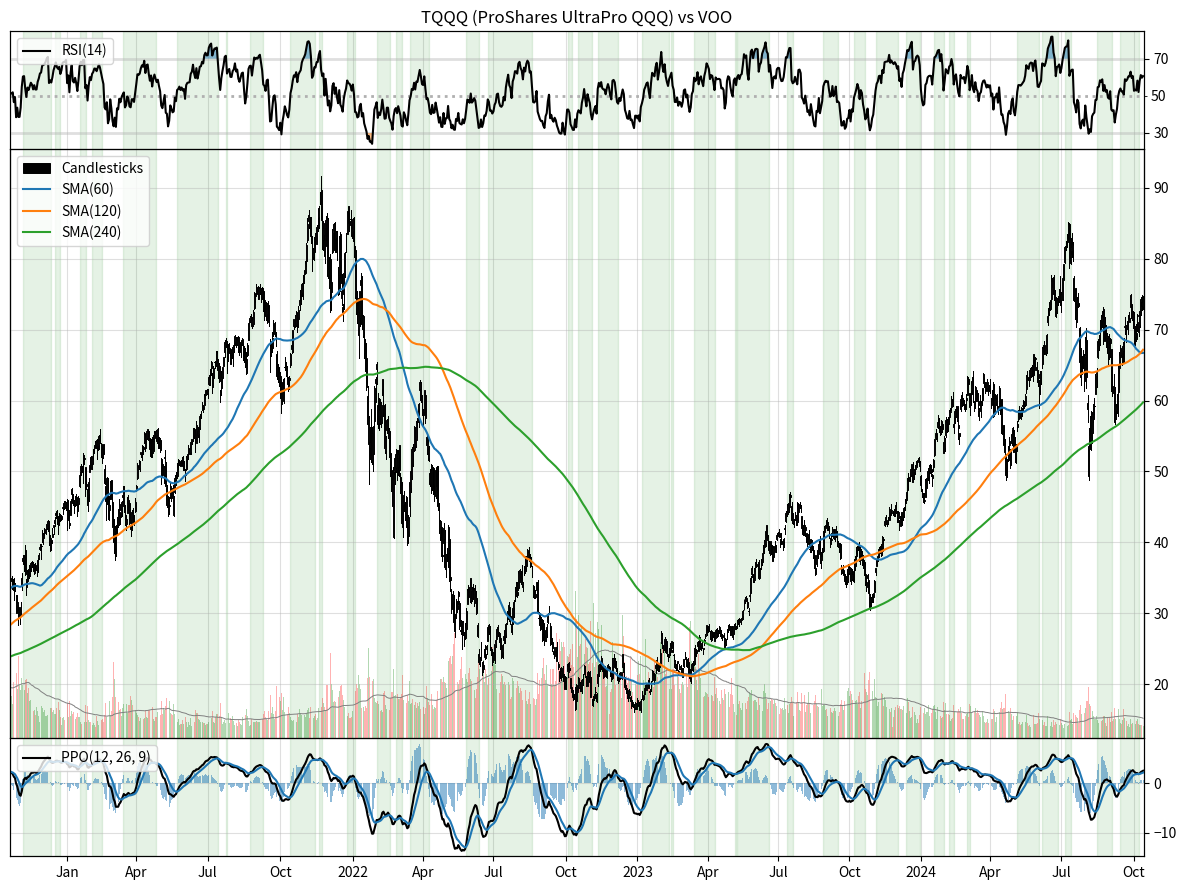 TQQQ (ProShares UltraPro QQQ) vs VOO
RSI(14)
70
50
30
Candlesticks
SMA(60)
SMA(120)
SMA(240)
90
80
70
60
50
40
30
20
PPO(12, 26, 9)
0
−10
Jan Apr Jul Oct 2022 Apr Jul Oct 2023 Apr Jul Oct 2024 Apr Jul Oct